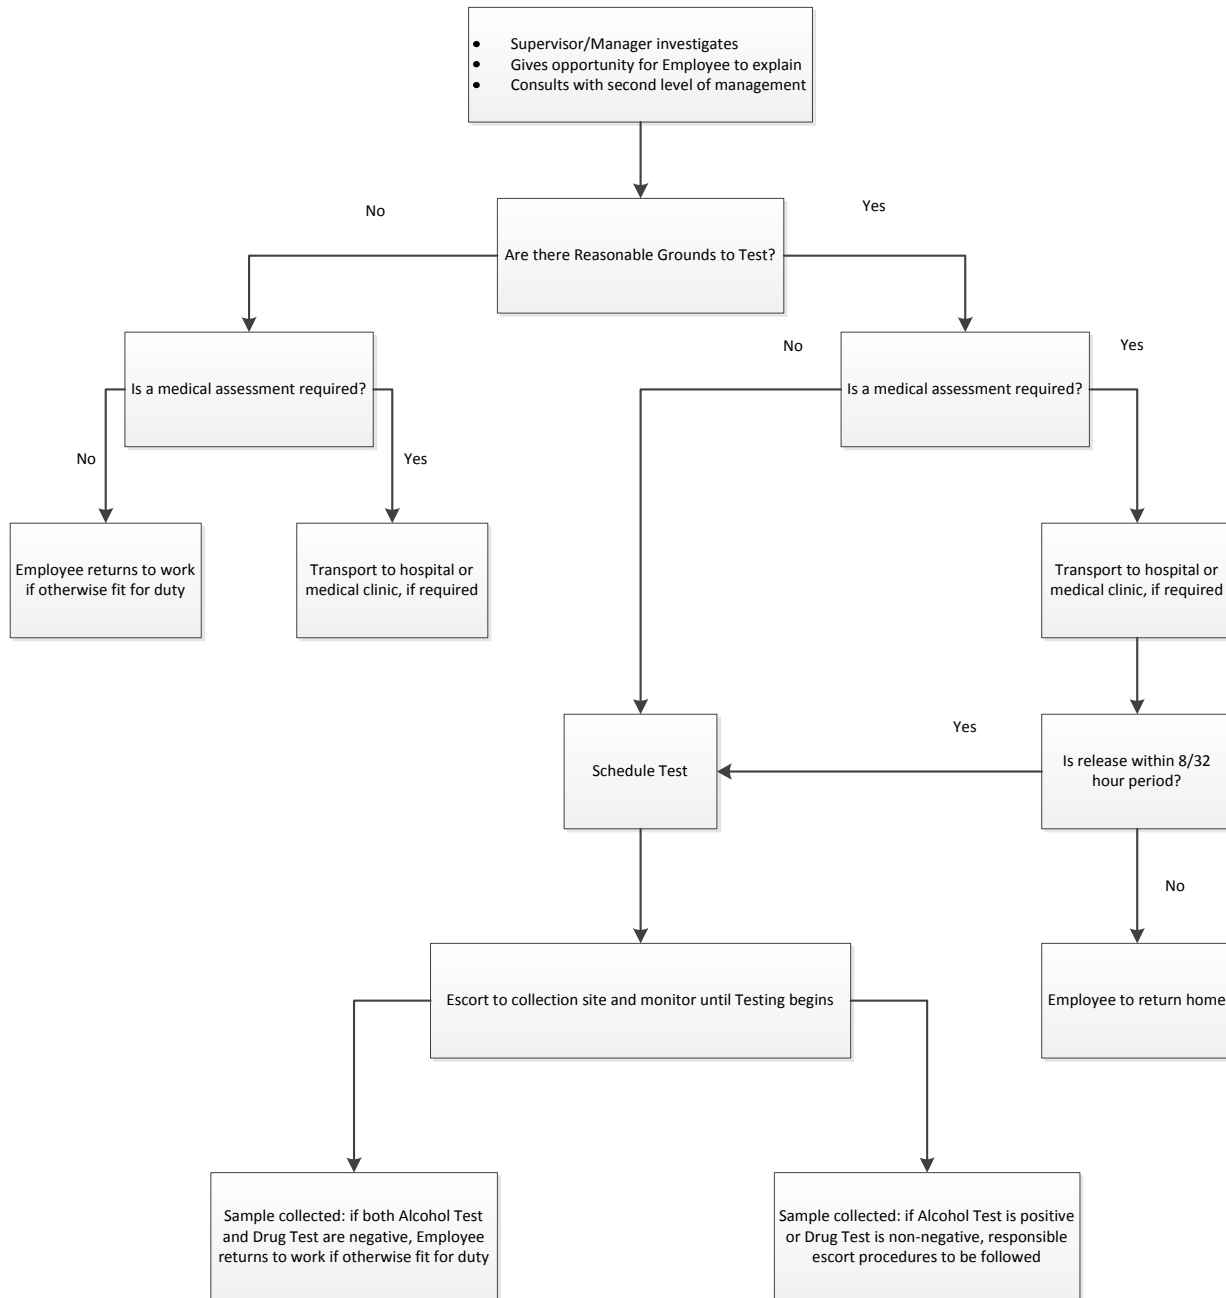 • Supervisor/Manager investigates
• Gives opportunity for Employee to explain
• Consults with second level of management
No
Yes
Are there Reasonable Grounds to Test?
No
Yes
Is a medical assessment required?
Is a medical assessment required?
No
Yes
Employee returns to work
if otherwise fit for duty
Transport to hospital or
medical clinic, if required
Transport to hospital or
medical clinic, if required
Yes
Schedule Test
Is release within 8/32
hour period?
No
Escort to collection site and monitor until Testing begins
Employee to return home
Sample collected: if both Alcohol Test
and Drug Test are negative, Employee
returns to work if otherwise fit for duty
Sample collected: if Alcohol Test is positive
or Drug Test is non-negative, responsible
escort procedures to be followed